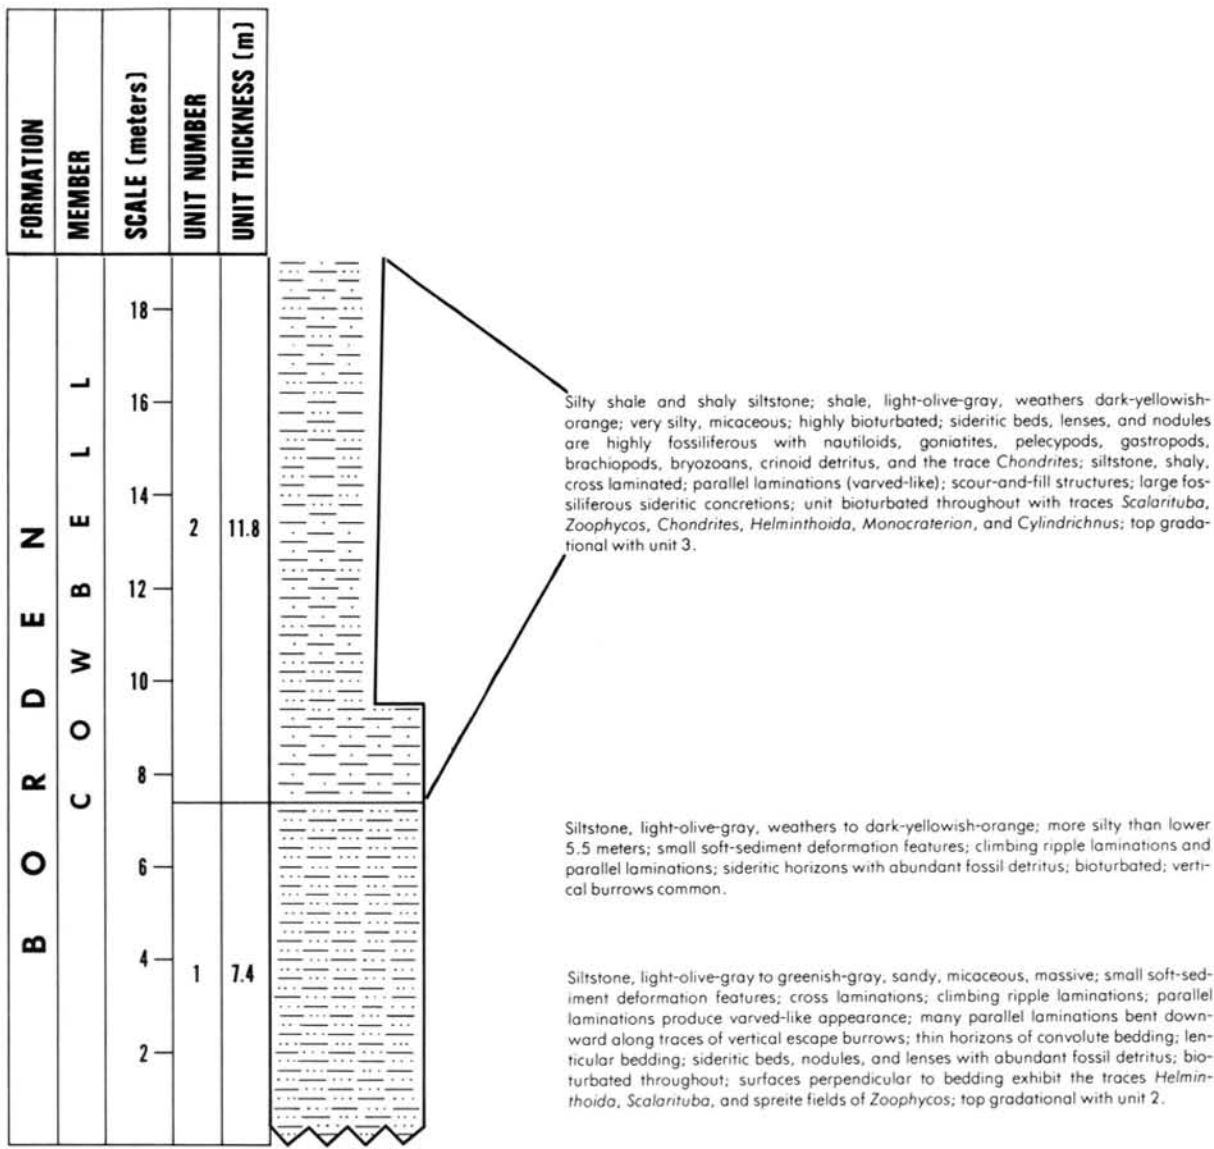 FORMATION
MEMBER
SCALE (meters)
UNIT NUMBER
UNIT THICKNESS (m)
BORDEN
COWBELL
18
16
14
12
10
8
6
4
2
2
11.8
1
7.4
Silty shale and shaly siltstone; shale, light-olive-gray, weathers dark-yellowish-
orange; very silty, micaceous; highly bioturbated; sideritic beds, lenses, and nodules
are highly fossiliferous with nautiloids, goniatites, pelecypods, gastropods,
brachiopods, bryozoans, crinoid detritus, and the trace Chondrites; siltstone, shaly,
cross laminated; parallel laminations (varved-like); scour-and-fill structures; large fos-
siliferous sideritic concretions; unit bioturbated throughout with traces Scalarituba,
Zoophycos, Chondrites, Helminthoida, Monocraterion, and Cylindrichnus; top grada-
tional with unit 3.
Siltstone, light-olive-gray, weathers to dark-yellowish-orange; more silty than lower
5.5 meters; small soft-sediment deformation features; climbing ripple laminations and
parallel laminations; sideritic horizons with abundant fossil detritus; bioturbated; verti-
cal burrows common.
Siltstone, light-olive-gray to greenish-gray, sandy, micaceous, massive; small soft-sed-
iment deformation features; cross laminations; climbing ripple laminations; parallel
laminations produce varved-like appearance; many parallel laminations bent down-
ward along traces of vertical escape burrows; thin horizons of convolute bedding; len-
ticular bedding; sideritic beds, nodules, and lenses with abundant fossil detritus; bio-
turbated throughout; surfaces perpendicular to bedding exhibit the traces Helmin-
thoida, Scalarituba, and spreite fields of Zoophycos; top gradational with unit 2.